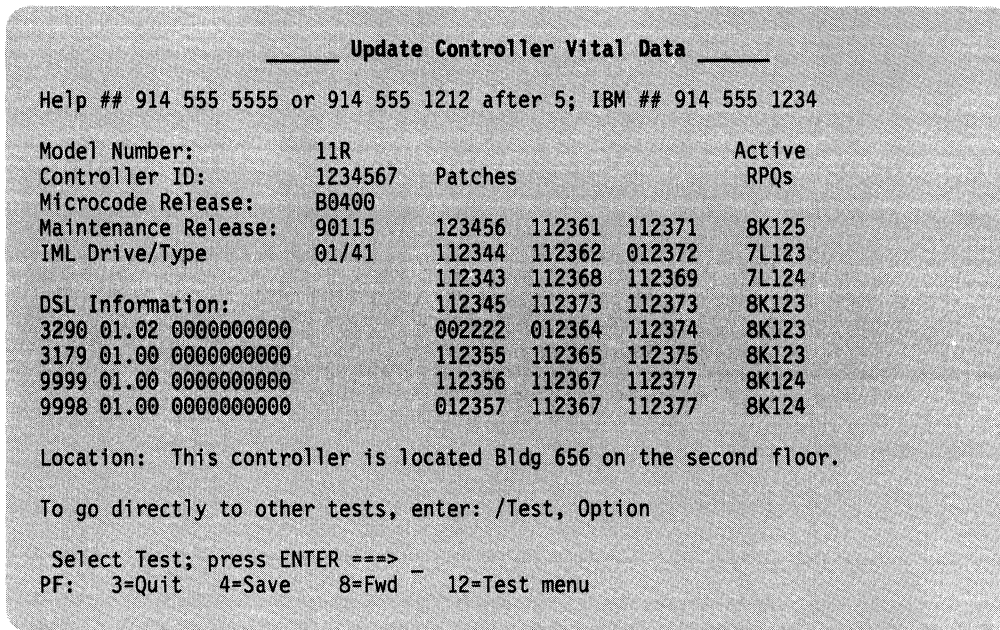 ______ Update Controller Vital Data ______
Help ## 914 555 5555 or 914 555 1212 after 5; IBM ## 914 555 1234
Model Number: 11R Active
Controller ID: 1234567 Patches RPQs
Microcode Release: B0400
Maintenance Release: 90115 123456 112361 112371 8K125
IML Drive/Type 01/41 112344 112362 012372 7L123
112343 112368 112369 7L124
DSL Information: 112345 112373 112373 8K123
3290 01.02 0000000000 002222 012364 112374 8K123
3179 01.00 0000000000 112355 112365 112375 8K123
9999 01.00 0000000000 112356 112367 112377 8K124
9998 01.00 0000000000 012357 112367 112377 8K124
Location: This controller is located Bldg 656 on the second floor.
To go directly to other tests, enter: /Test, Option
Select Test; press ENTER ===> _
PF: 3=Quit 4=Save 8=Fwd 12=Test menu